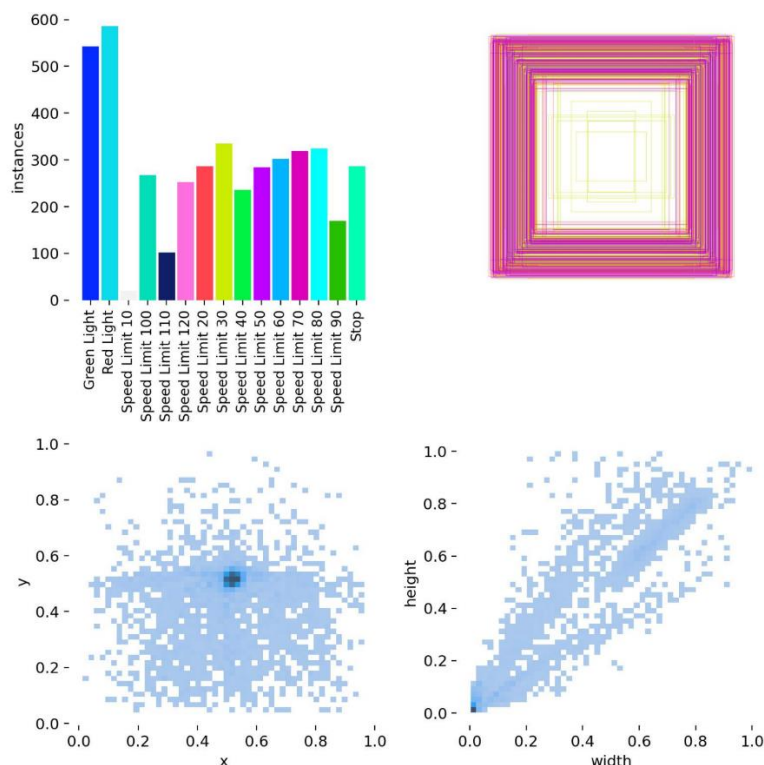 600
500
400
300
200
100
0
instances
Green Light
Red Light
Speed Limit 10
Speed Limit 100
Speed Limit 110
Speed Limit 120
Speed Limit 20
Speed Limit 30
Speed Limit 40
Speed Limit 50
Speed Limit 60
Speed Limit 70
Speed Limit 80
Speed Limit 90
Stop
1.0
0.8
0.6
0.4
0.2
0.0
y
0.0 0.2 0.4 0.6 0.8 1.0
x
1.0
0.8
0.6
0.4
0.2
0.0
height
0.0 0.2 0.4 0.6 0.8 1.0
width